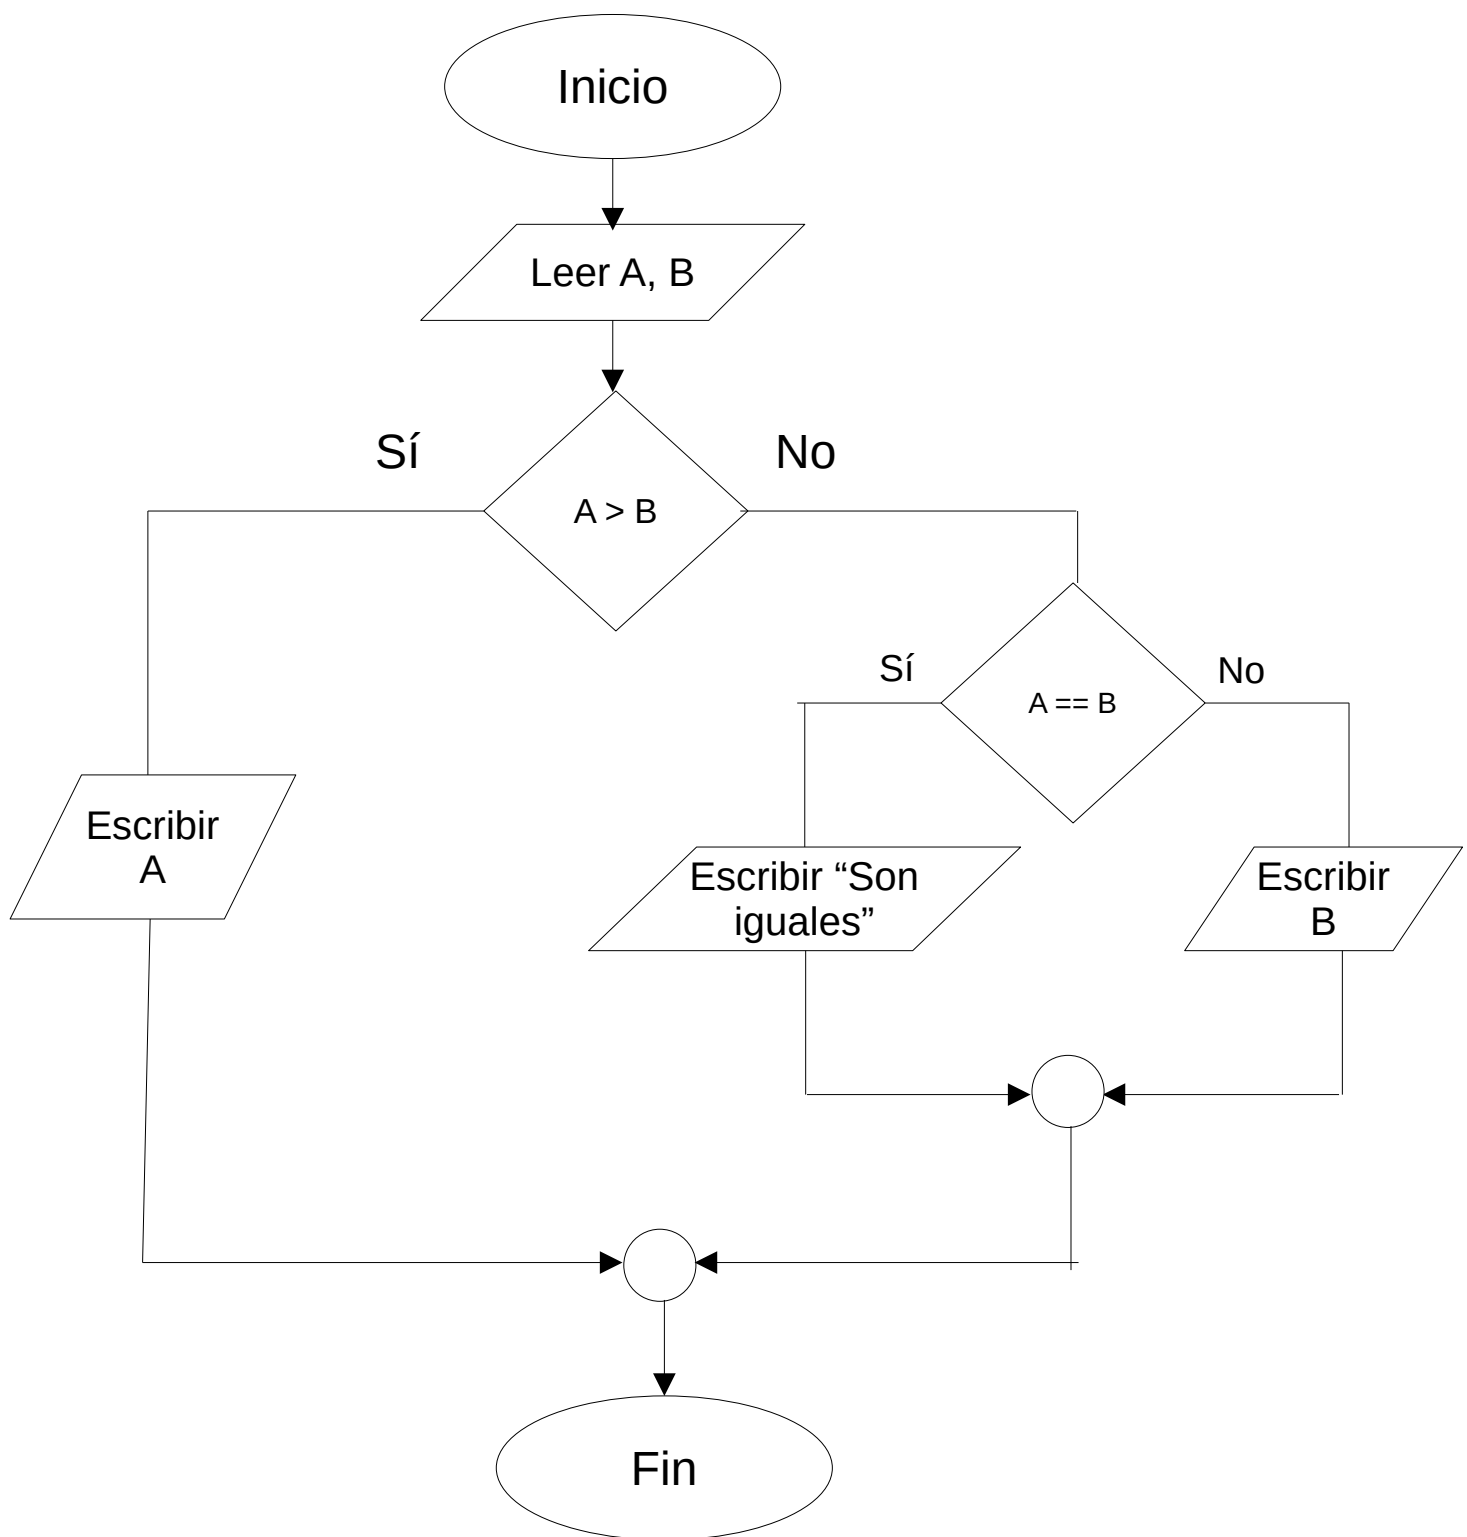 Inicio
Leer A, B
Sí
No
A > B
Sí
No
A == B
Escribir
A
Escribir “Son
iguales”
Escribir
B
Fin